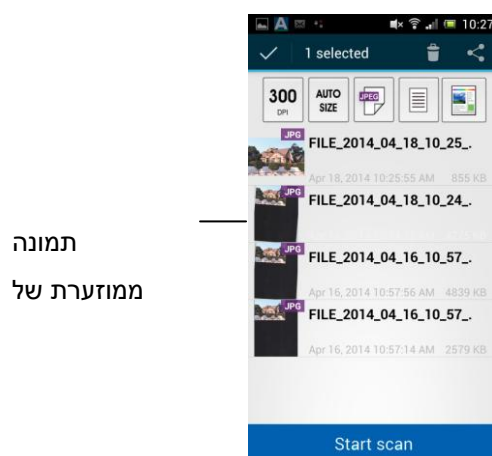 10:27
1 selected
300
DPI
AUTO
SIZE
JPEG
JPG
FILE_2014_04_18_10_25_.
Apr 18, 2014 10:25:55 AM 855 KB
JPG
FILE_2014_04_18_10_24_.
JPG
FILE_2014_04_16_10_57_.
Apr 16, 2014 10:57:56 AM 4839 KB
JPG
FILE_2014_04_16_10_57_.
Apr 16, 2014 10:57:14 AM 2579 KB
Start scan
תמונה
ממוזערת של